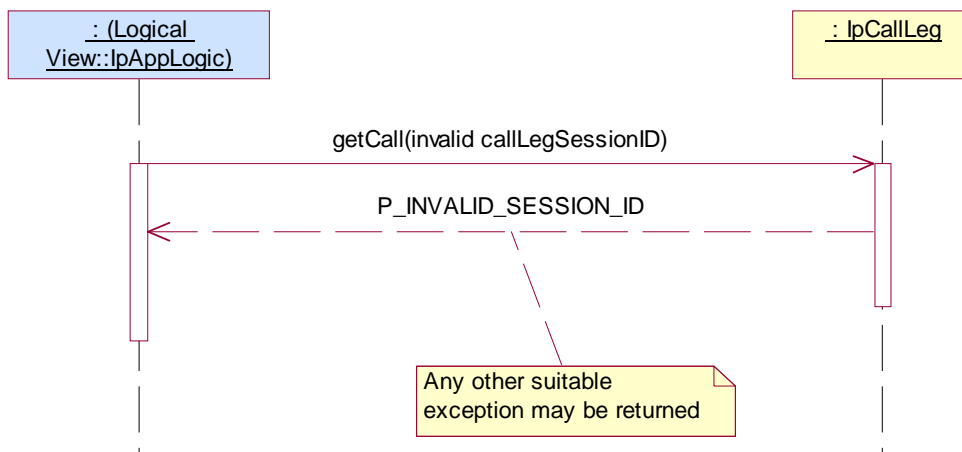 : (Logical
View::IpAppLogic)
: IpCallLeg
getCall(invalid callLegSessionID)
P_INVALID_SESSION_ID
Any other suitable
exception may be returned